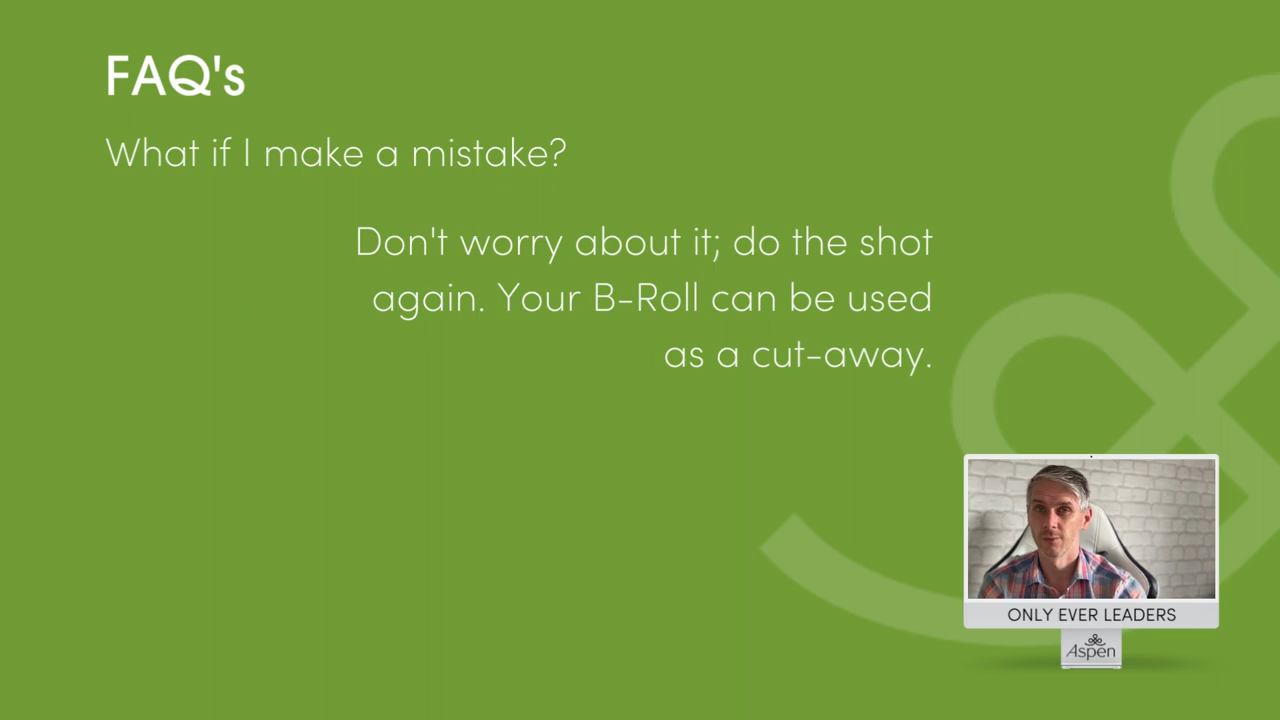 FAQ's
What if I make a mistake?
Don't worry about it; do the shot
again. Your B-Roll can be used
as a cut-away.
ONLY EVER LEADERS
Aspen